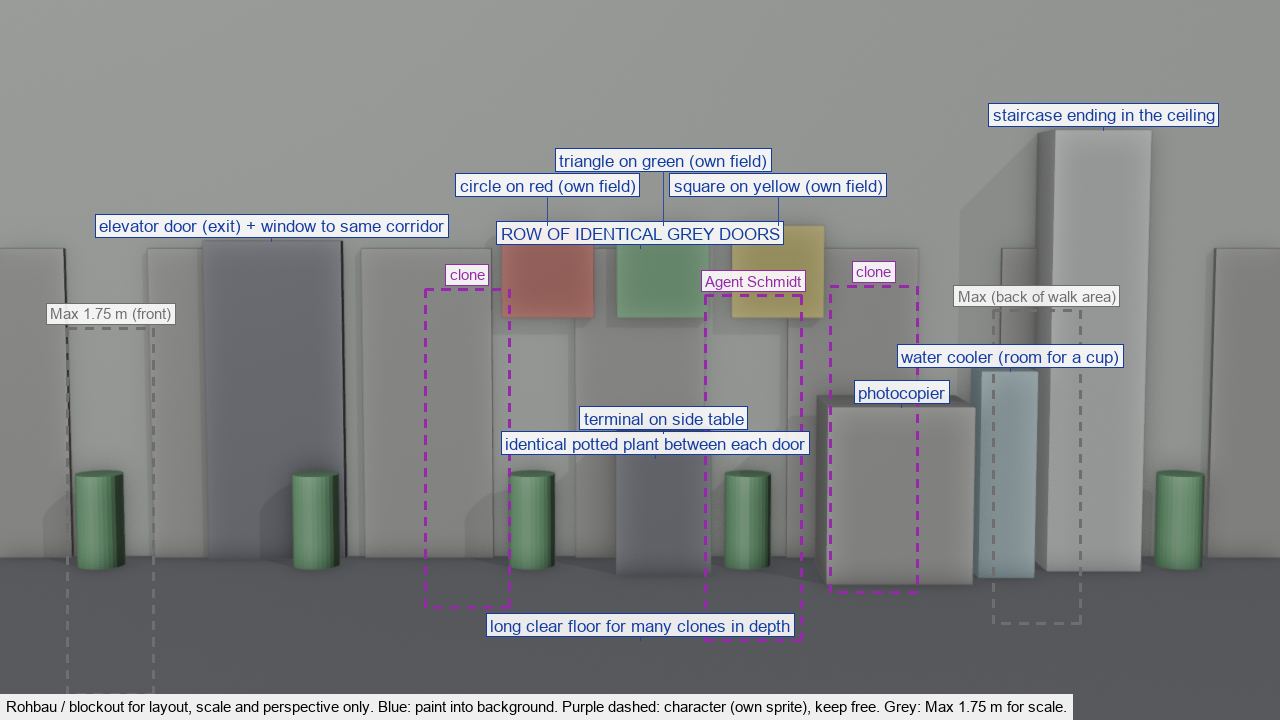 staircase ending in the ceiling
triangle on green (own field)
circle on red (own field)
square on yellow (own field)
elevator door (exit) + window to same corridor
ROW OF IDENTICAL GREY DOORS
clone
Agent Schmidt
clone
Max 1.75 m (front)
Max (back of walk area)
water cooler (room for a cup)
photocopier
terminal on side table
identical potted plant between each door
long clear floor for many clones in depth
Rohbau / blockout for layout, scale and perspective only. Blue: paint into background. Purple dashed: character (own sprite), keep free. Grey: Max 1.75 m for scale.